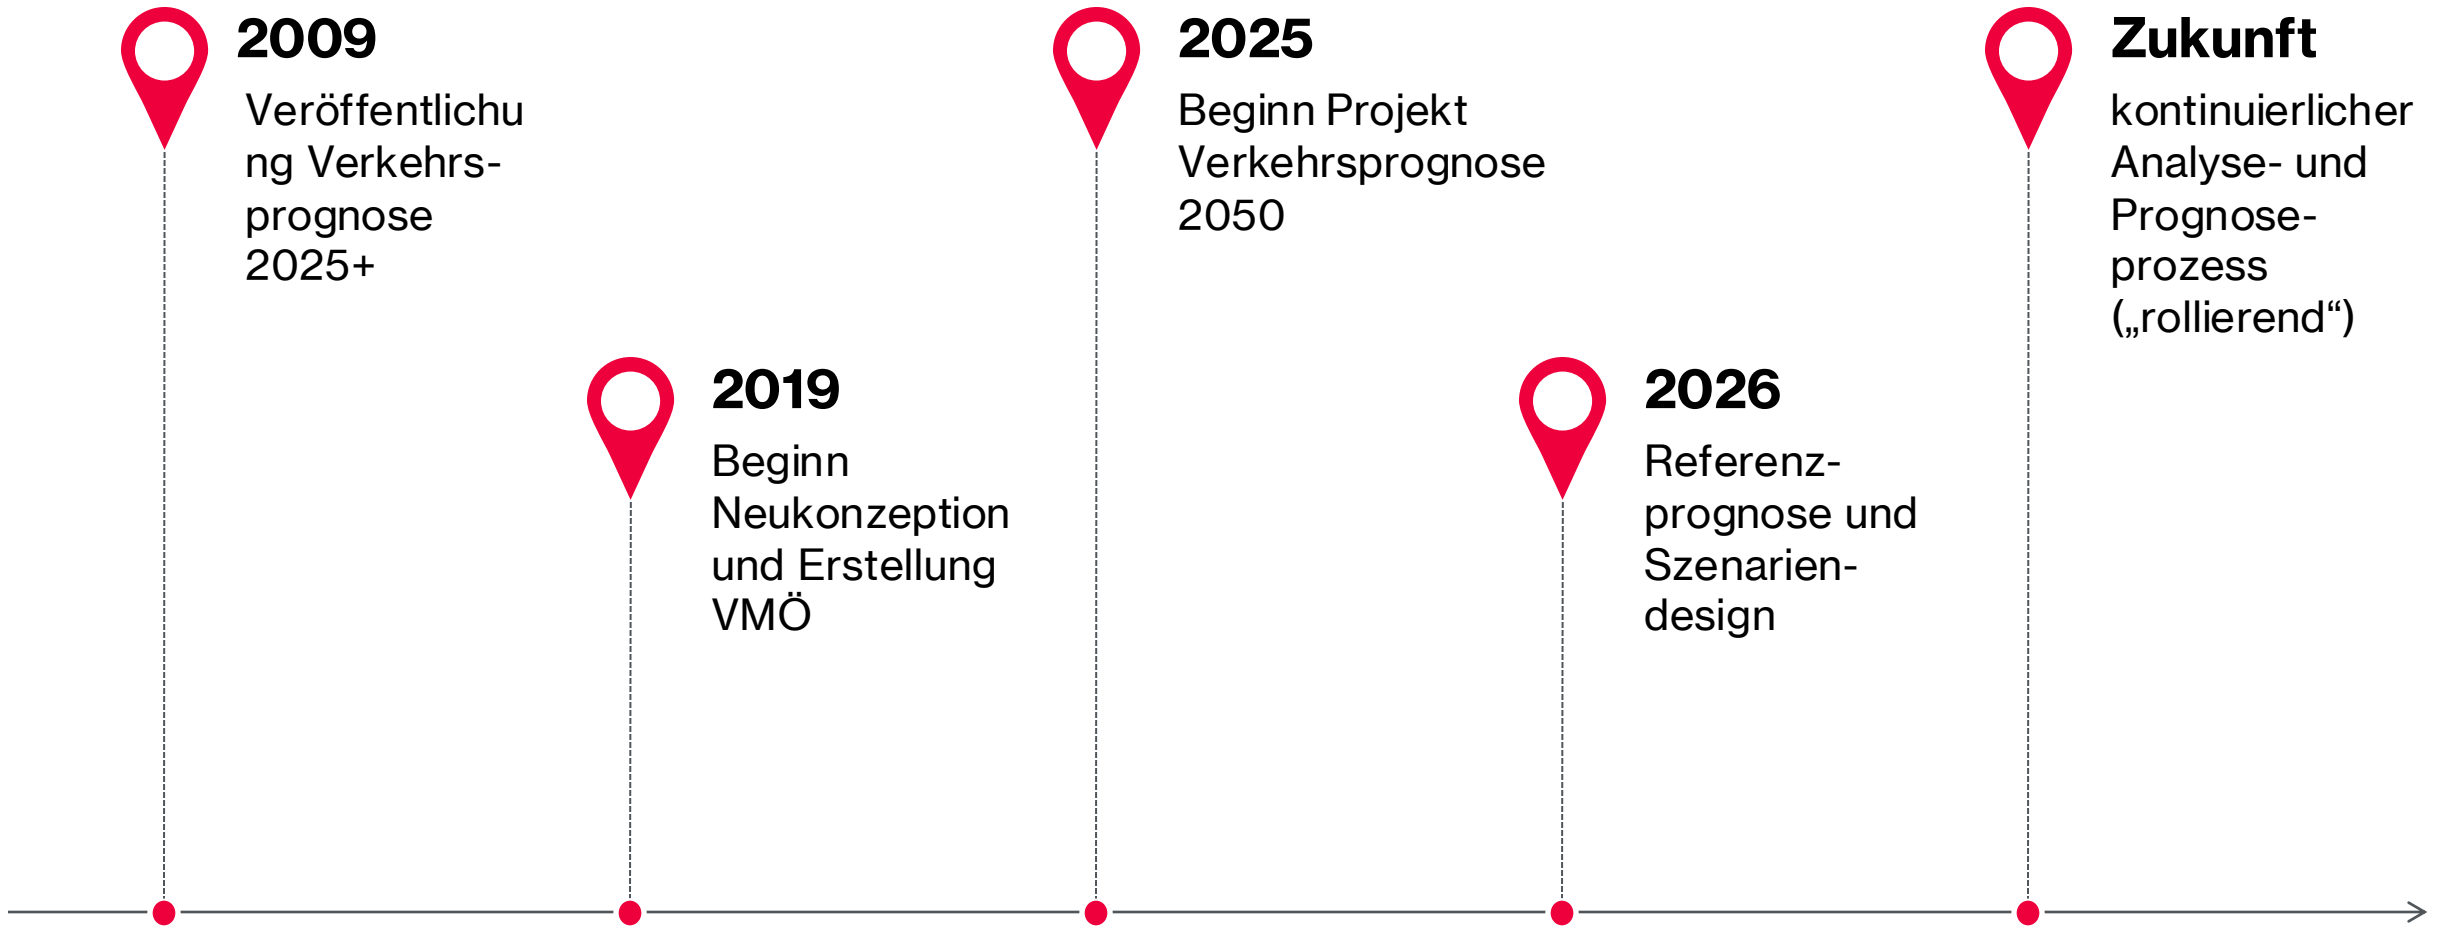 2009
Veröffentlichu
ng Verkehrs-
prognose
2025+
2019
Beginn
Neukonzeption
und Erstellung
VMÖ
2025
Beginn Projekt
Verkehrsprognose
2050
2026
Referenz-
prognose und
Szenarien-
design
Zukunft
kontinuierlicher
Analyse- und
Prognose-
prozess
(„rollierend“)